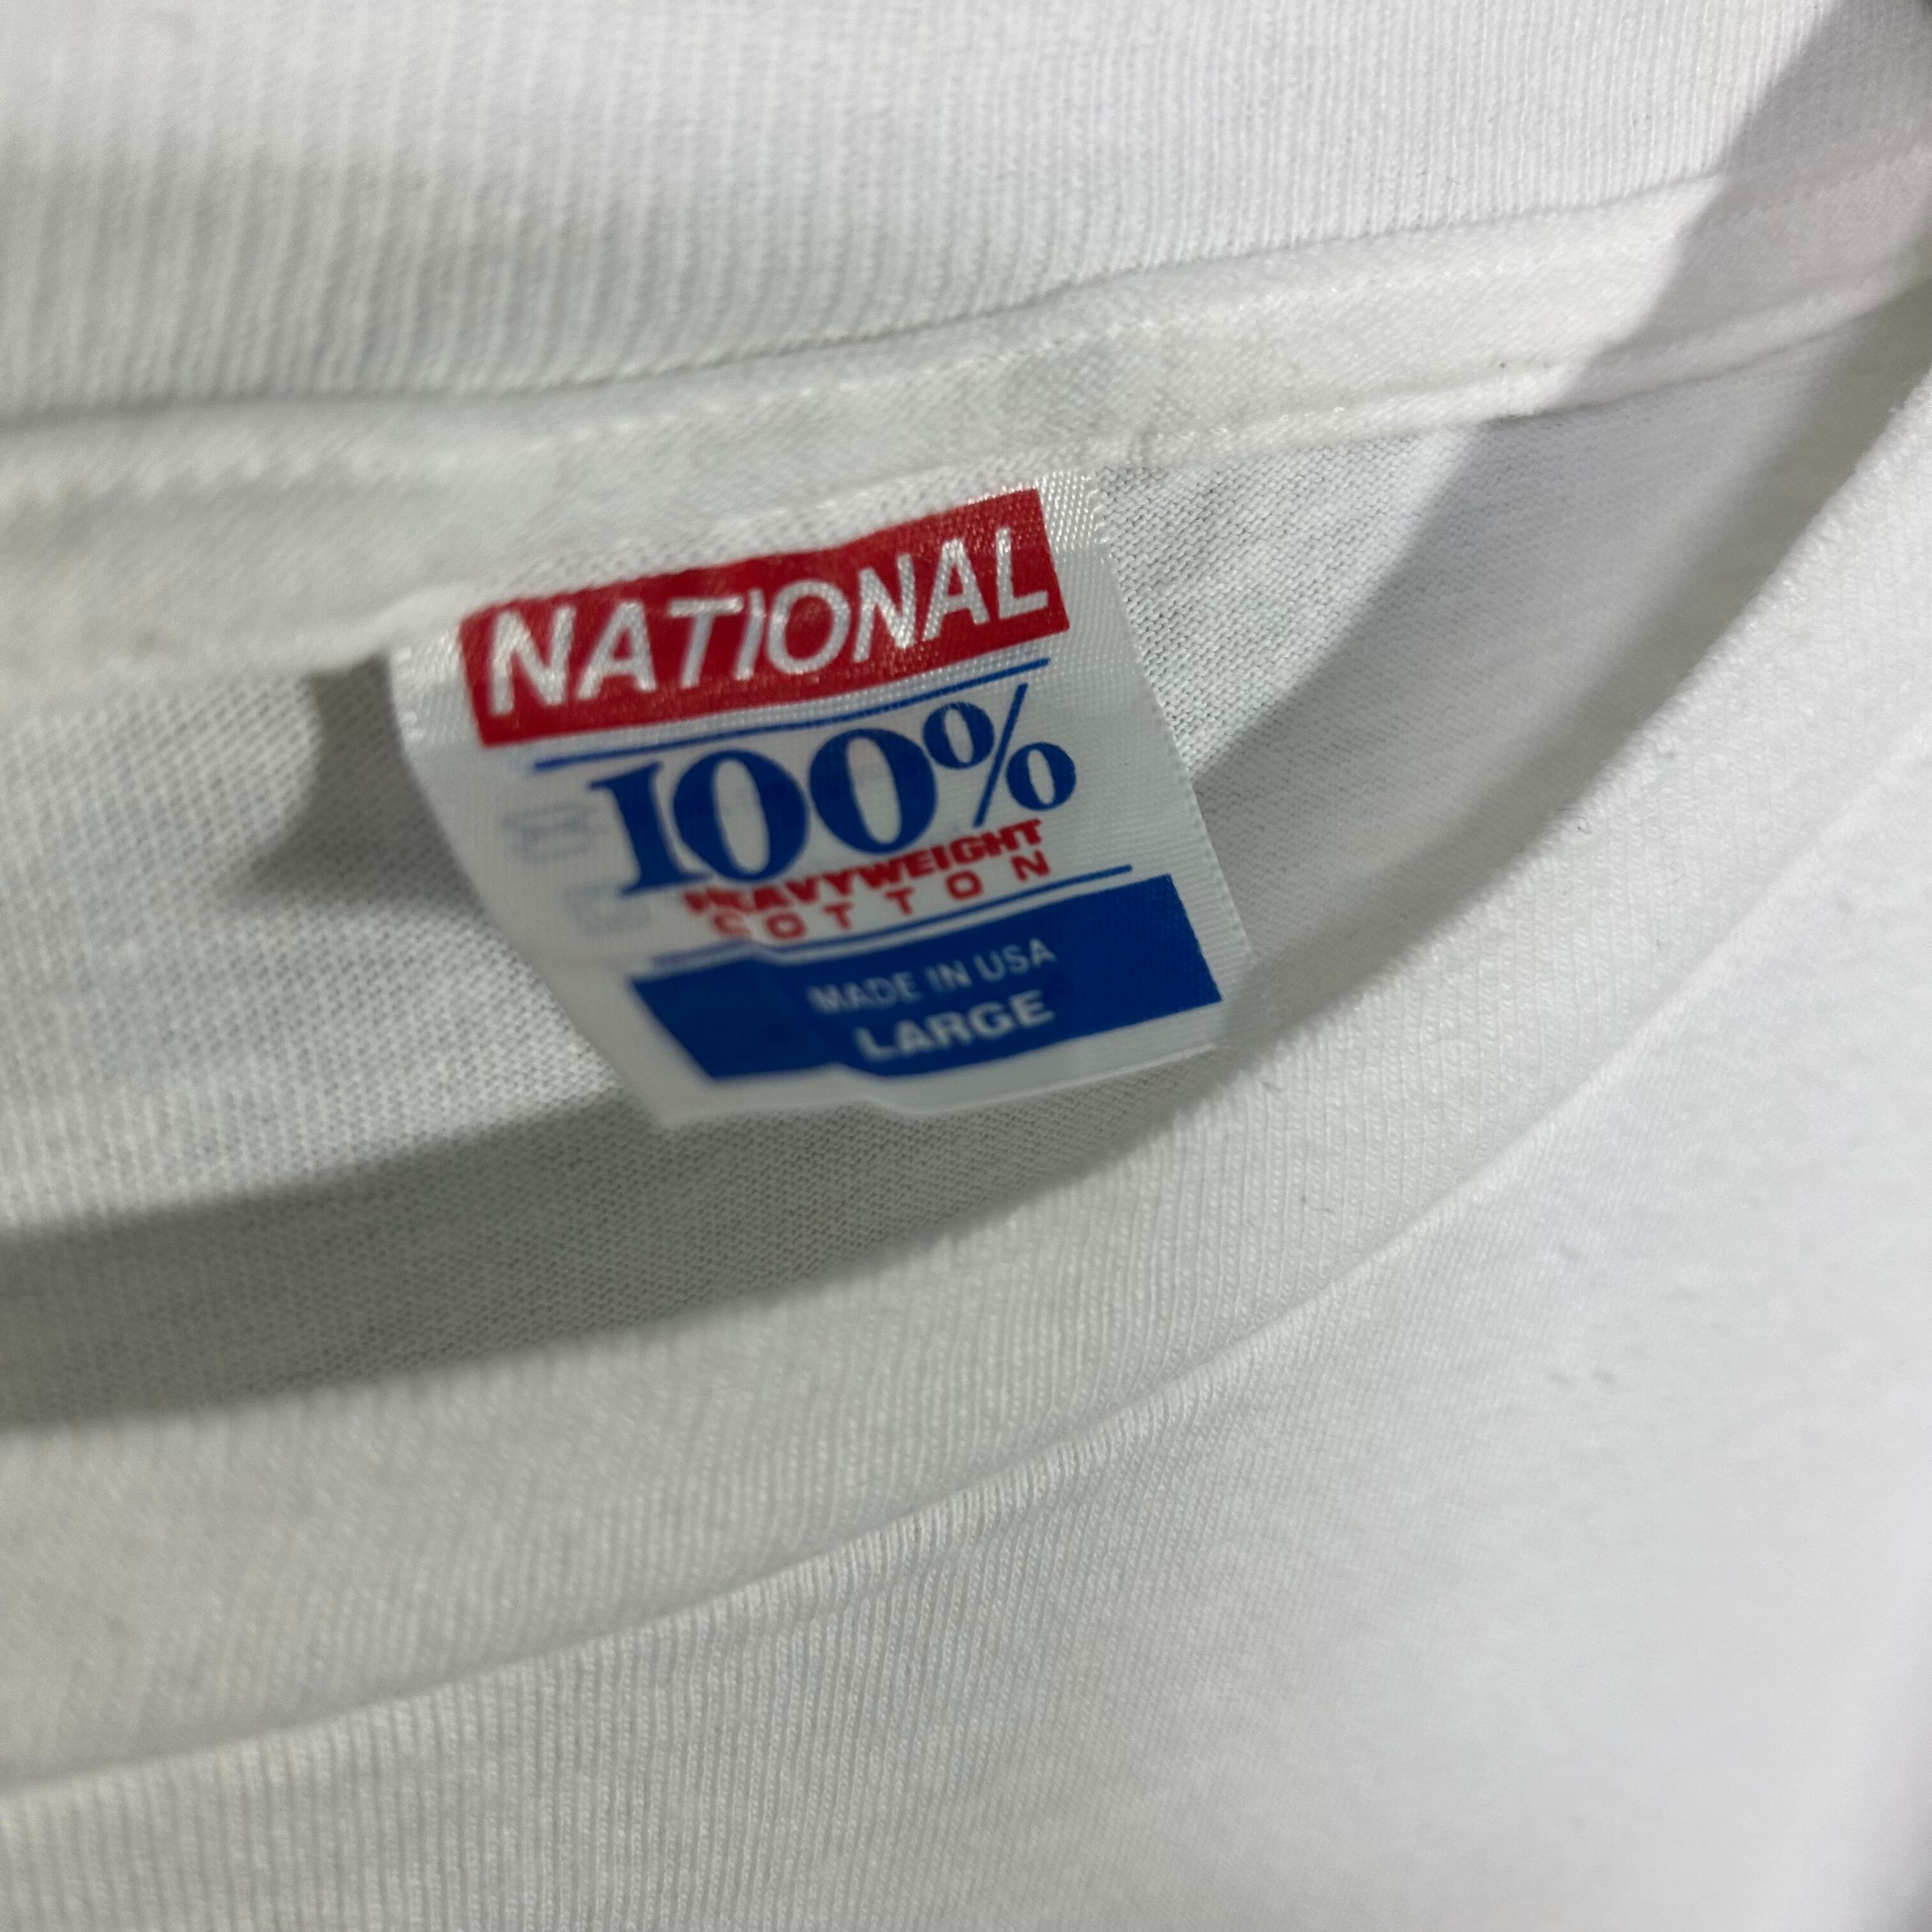 NATIONAL
100%
HEAVYWEIGHT
COTTON
MADE IN USA
LARGE